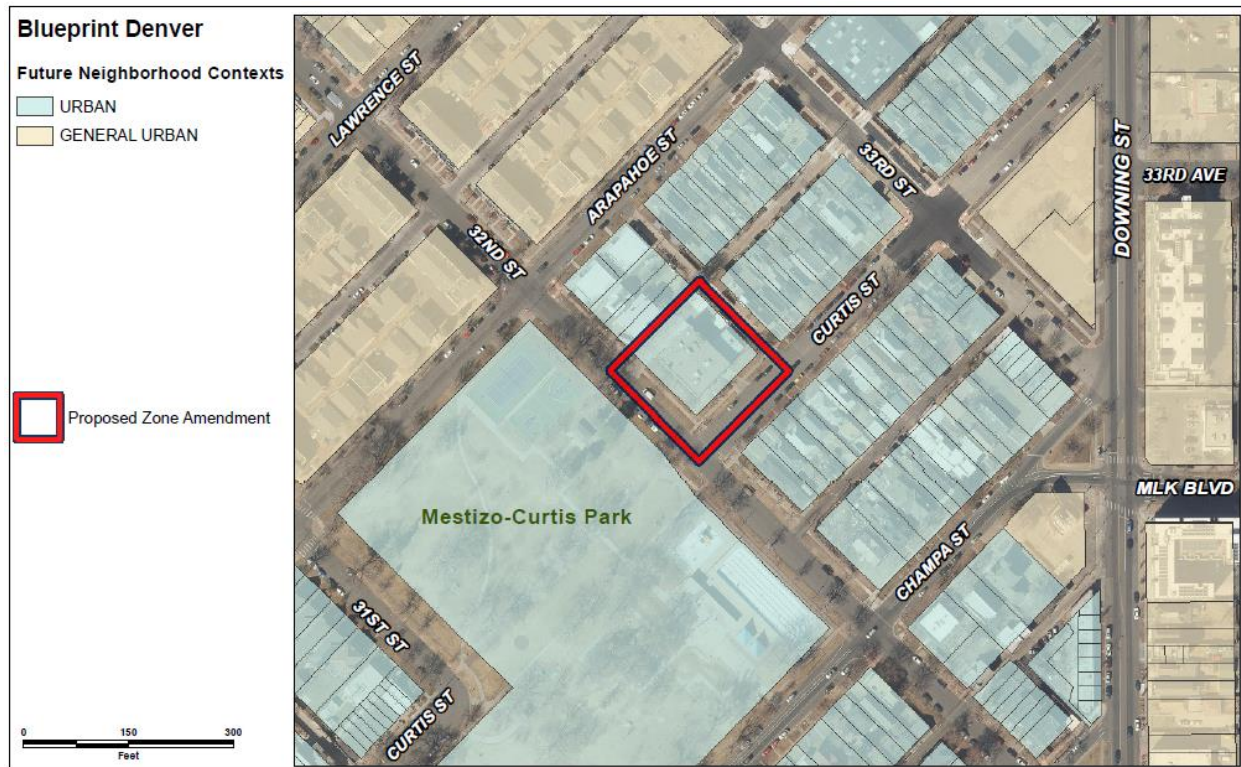 Blueprint Denver
Future Neighborhood Contexts
URBAN
GENERAL URBAN
Proposed Zone Amendment
0 150 300
Feet
LAWRENCE ST
ARAPAHOE ST
32ND ST
33RD ST
DOWNING ST
33RD AVE
CURTIS ST
MLK BLVD
Mestizo-Curtis Park
CHAMPA ST
31ST ST
CURTIS ST